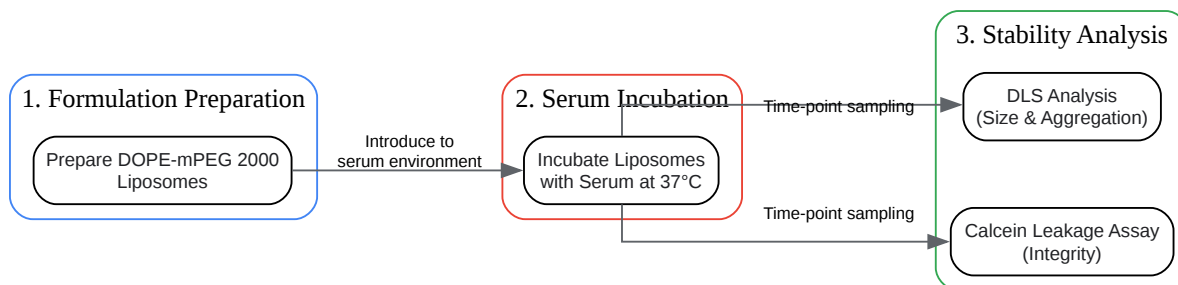 1. Formulation Preparation
Prepare DOPE-mPEG 2000
Liposomes
Introduce to
serum environment
2. Serum Incubation
Incubate Liposomes
with Serum at 37°C
Time-point sampling
Time-point sampling
3. Stability Analysis
DLS Analysis
(Size & Aggregation)
Calcein Leakage Assay
(Integrity)